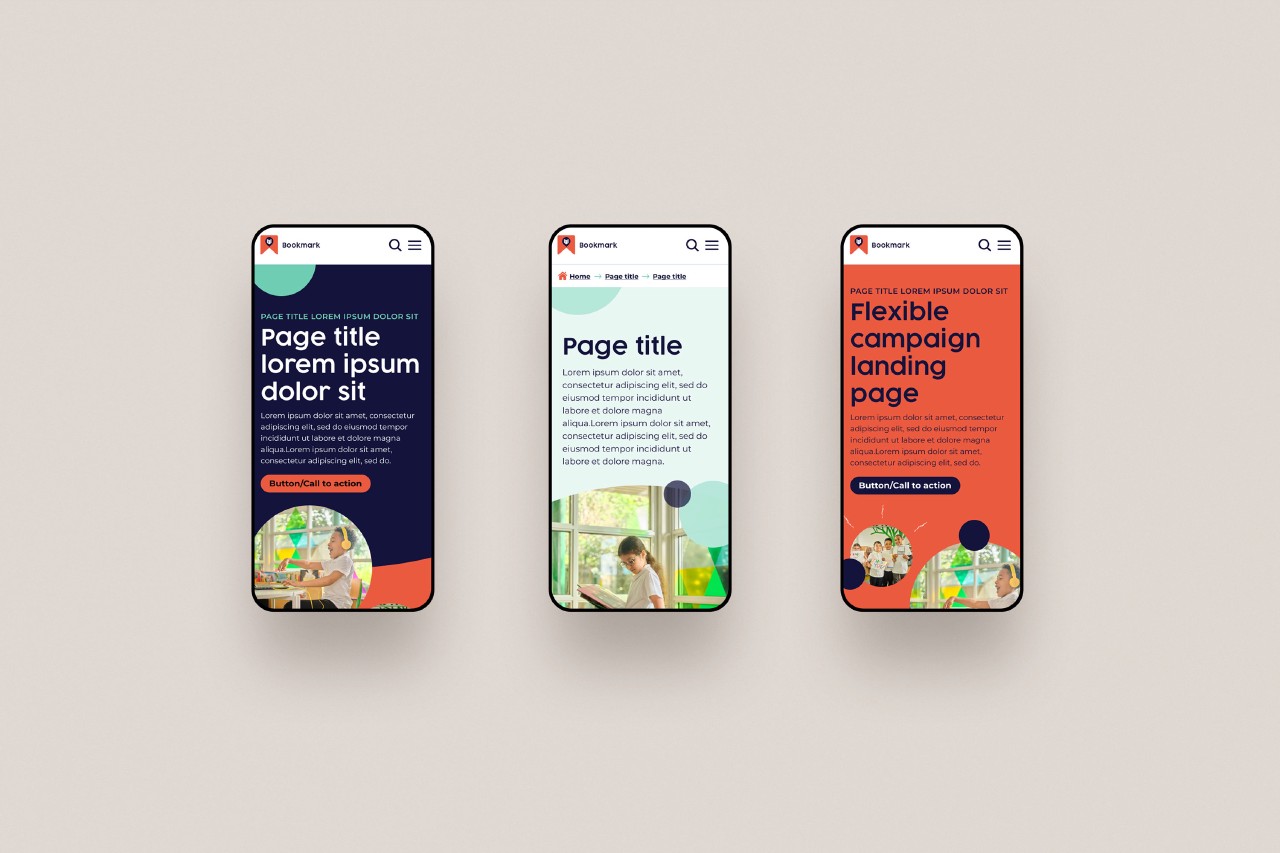 Bookmark
PAGE TITLE LOREM IPSUM DOLOR SIT
Page title
lorem ipsum
dolor sit
Lorem ipsum dolor sit amet, consectetur
adipiscing elit, sed do eiusmod tempor
incididunt ut labore et dolore magna
aliqua.Lorem ipsum dolor sit amet,
consectetur adipiscing elit, sed do.
Button/Call to action
Bookmark
Home → Page title → Page title
Page title
Lorem ipsum dolor sit amet,
consectetur adipiscing elit, sed do
eiusmod tempor incididunt ut
labore et dolore magna
aliqua.Lorem ipsum dolor sit amet,
consectetur adipiscing elit, sed do
eiusmod tempor incididunt ut
labore et dolore magna.
Bookmark
PAGE TITLE LOREM IPSUM DOLOR SIT
Flexible
campaign
landing
page
Lorem ipsum dolor sit amet, consectetur
adipiscing elit, sed do eiusmod tempor
incididunt ut labore et dolore magna
aliqua.Lorem ipsum dolor sit amet,
consectetur adipiscing elit, sed do.
Button/Call to action